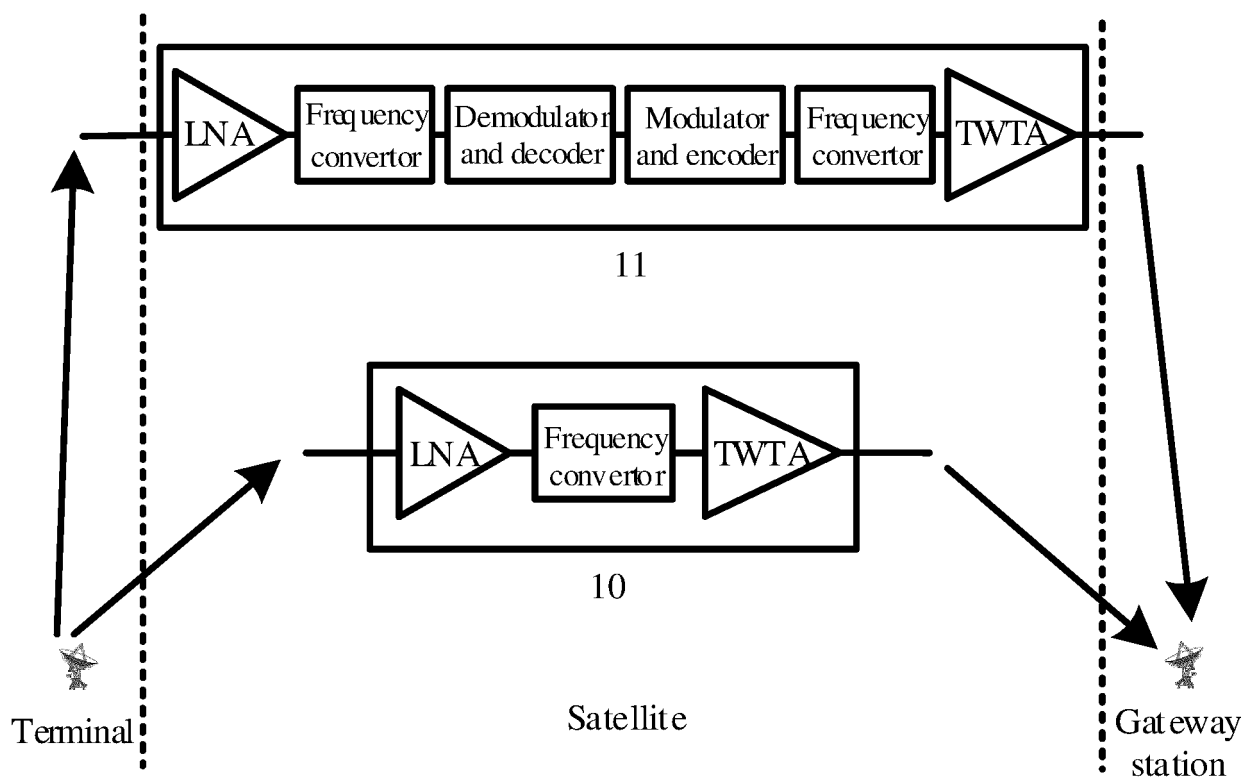 LNA
Frequency
convertor
Demodulator
and decoder
Modulator
and encoder
Frequency
convertor
TWTA
11
LNA
Frequency
convertor
TWTA
10
Terminal
Satellite
Gateway
station